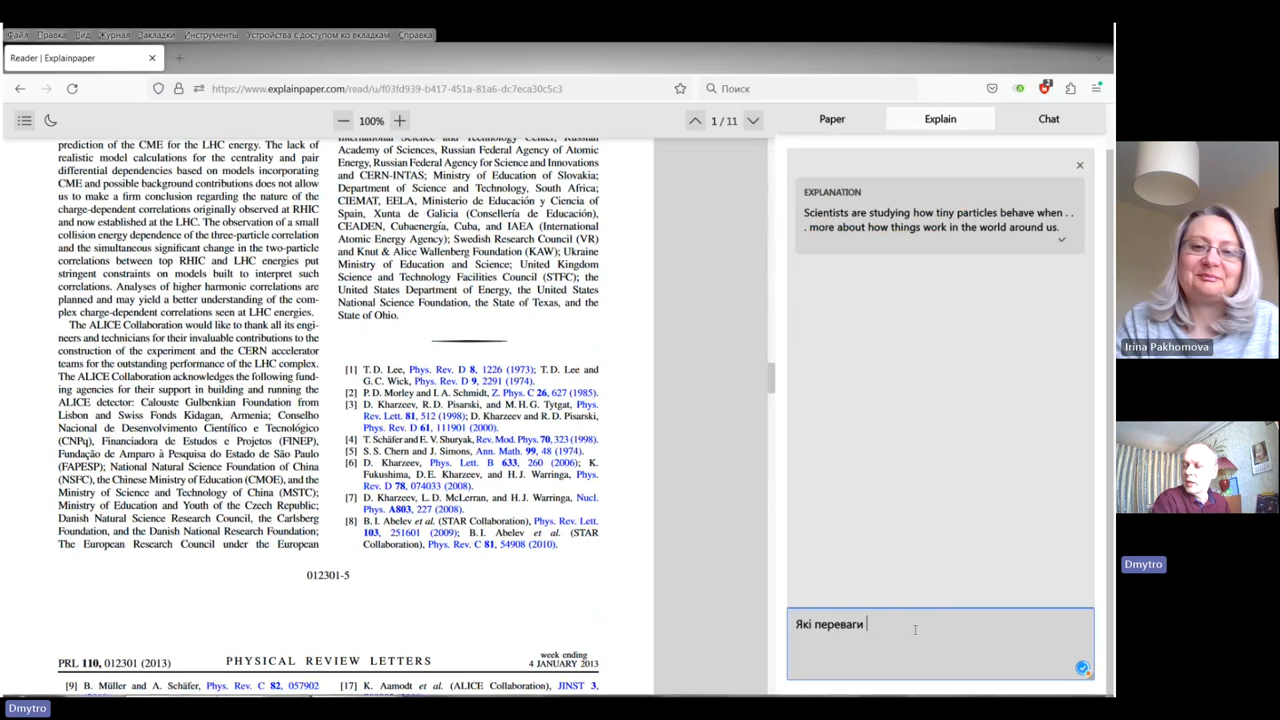 Файл Правка Вид Журнал Закладки Инструменты Устройства с доступом ко вкладкам Справка
Reader | Explainpaper
https://www.explainpaper.com/read/u/f03fd939-b417-451a-81a6-dc7eca30c5c3
Поиск
2
100%
1 / 11
Paper
Explain
Chat
prediction of the CME for the LHC energy. The lack of
realistic model calculations for the centrality and pair
differential dependencies based on models incorporating
CME and possible background contributions does not allow
us to make a firm conclusion regarding the nature of the
charge-dependent correlations originally observed at RHIC
and now established at the LHC. The observation of a small
collision energy dependence of the three-particle correlation
and the simultaneous significant change in the two-particle
correlations between top RHIC and LHC energies put
stringent constraints on models built to interpret such
correlations. Analyses of higher harmonic correlations are
planned and may yield a better understanding of the com-
plex charge-dependent correlations seen at LHC energies.
The ALICE Collaboration would like to thank all its engi-
neers and technicians for their invaluable contributions to the
construction of the experiment and the CERN accelerator
teams for the outstanding performance of the LHC complex.
The ALICE Collaboration acknowledges the following fund-
ing agencies for their support in building and running the
ALICE detector: Calouste Gulbenkian Foundation from
Lisbon and Swiss Fonds Kidagan, Armenia; Conselho
Nacional de Desenvolvimento Científico e Tecnológico
(CNPq), Financiadora de Estudos e Projetos (FINEP),
Fundação de Amparo à Pesquisa do Estado de São Paulo
(FAPESP); National Natural Science Foundation of China
(NSFC), the Chinese Ministry of Education (CMOE), and the
Ministry of Science and Technology of China (MSTC);
Ministry of Education and Youth of the Czech Republic;
Danish Natural Science Research Council, the Carlsberg
Foundation, and the Danish National Research Foundation;
The European Research Council under the European
International Science and Technology Center, Russian
Academy of Sciences, Russian Federal Agency of Atomic
Energy, Russian Federal Agency for Science and Innovations
and CERN-INTAS; Ministry of Education of Slovakia;
Department of Science and Technology, South Africa;
CIEMAT, EELA, Ministerio de Educación y Ciencia of
Spain, Xunta de Galicia (Consellería de Educación),
CEADEN, Cubaenergía, Cuba, and IAEA (International
Atomic Energy Agency); Swedish Research Council (VR)
and Knut & Alice Wallenberg Foundation (KAW); Ukraine
Ministry of Education and Science; United Kingdom
Science and Technology Facilities Council (STFC); the
United States Department of Energy, the United States
National Science Foundation, the State of Texas, and the
State of Ohio.
[1] T. D. Lee, Phys. Rev. D 8, 1226 (1973); T. D. Lee and
G. C. Wick, Phys. Rev. D 9, 2291 (1974).
[2] P. D. Morley and I. A. Schmidt, Z. Phys. C 26, 627 (1985).
[3] D. Kharzeev, R. D. Pisarski, and M. H. G. Tytgat, Phys.
Rev. Lett. 81, 512 (1998); D. Kharzeev and R. D. Pisarski,
Phys. Rev. D 61, 111901 (2000).
[4] T. Schäfer and E. V. Shuryak, Rev. Mod. Phys. 70, 323 (1998).
[5] S. S. Chern and J. Simons, Ann. Math. 99, 48 (1974).
[6] D. Kharzeev, Phys. Lett. B 633, 260 (2006); K.
Fukushima, D. E. Kharzeev, and H. J. Warringa, Phys.
Rev. D 78, 074033 (2008).
[7] D. Kharzeev, L. D. McLerran, and H. J. Warringa, Nucl.
Phys. A803, 227 (2008).
[8] B. I. Abelev et al. (STAR Collaboration), Phys. Rev. Lett.
103, 251601 (2009); B. I. Abelev et al. (STAR
Collaboration), Phys. Rev. C 81, 54908 (2010).
012301-5
PRL 110, 012301 (2013)
PHYSICAL REVIEW LETTERS
week ending
4 JANUARY 2013
[9] B. Müller and A. Schäfer, Phys. Rev. C 82, 057902
[17] K. Aamodt et al. (ALICE Collaboration), JINST 3,
EXPLANATION
Scientists are studying how tiny particles behave when . .
. more about how things work in the world around us.
Які переваги
Irina Pakhomova
Dmytro
Dmytro